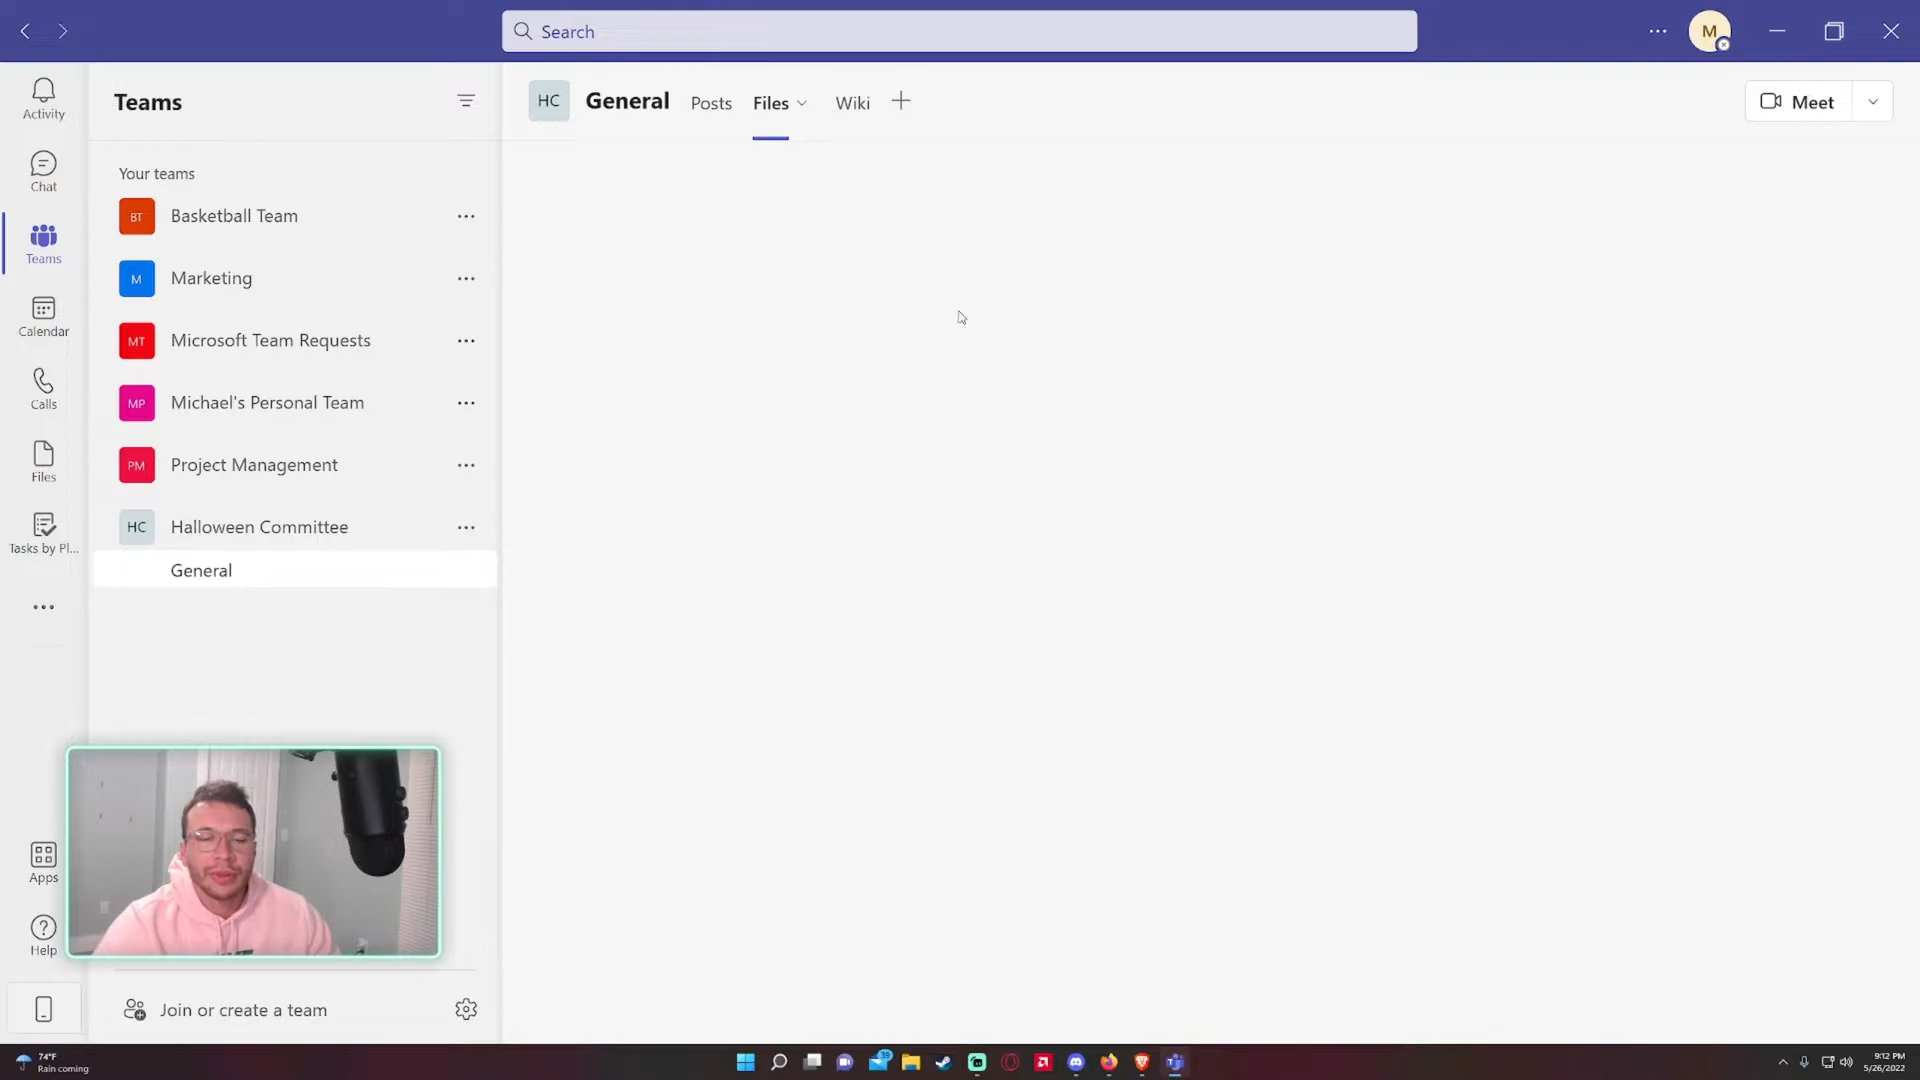 Search
M
Activity
Chat
Teams
Calendar
Calls
Files
Tasks by Pl...
Apps
Help
Teams
Your teams
BT Basketball Team
M Marketing
MT Microsoft Team Requests
MP Michael's Personal Team
PM Project Management
HC Halloween Committee
General
Join or create a team
HC General Posts Files Wiki
Meet
74°F
Rain coming
39
9:12 PM
5/26/2022